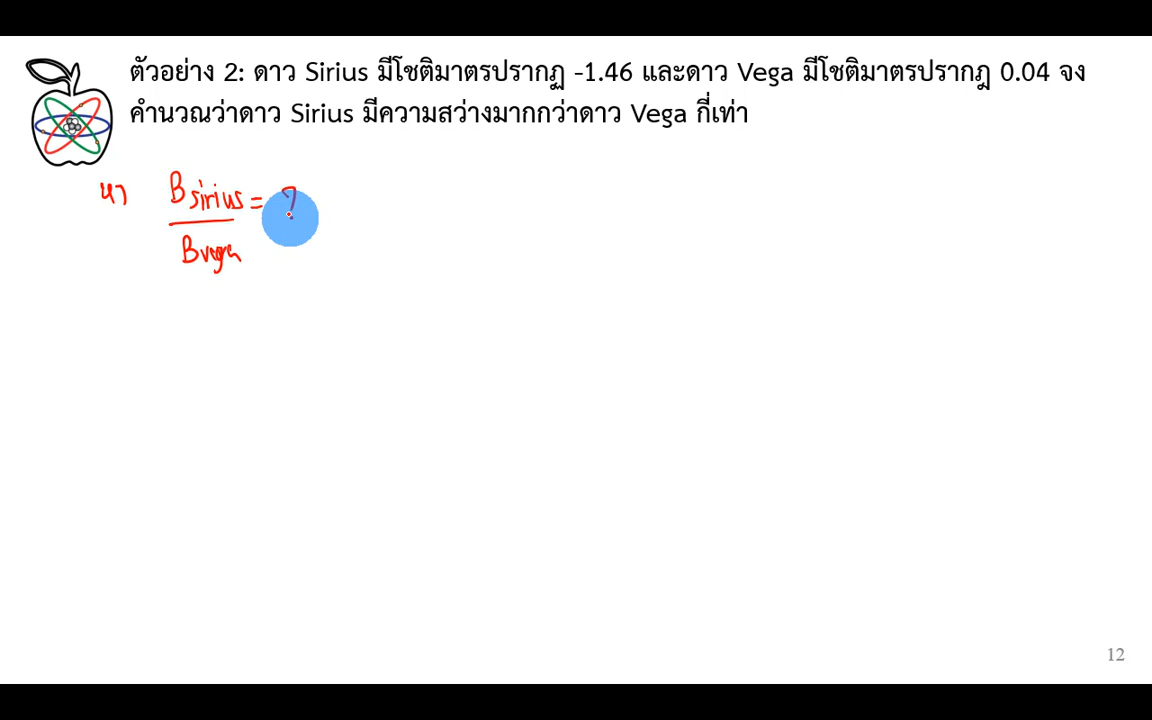 ตัวอย่าง 2: ดาว Sirius มีโชติมาตรปรากฏ -1.46 และดาว Vega มีโชติมาตรปรากฎ 0.04 จง
คำนวณว่าดาว Sirius มีความสว่างมากกว่าดาว Vega กี่เท่า
หา Bsirius = ?
Bvega
12